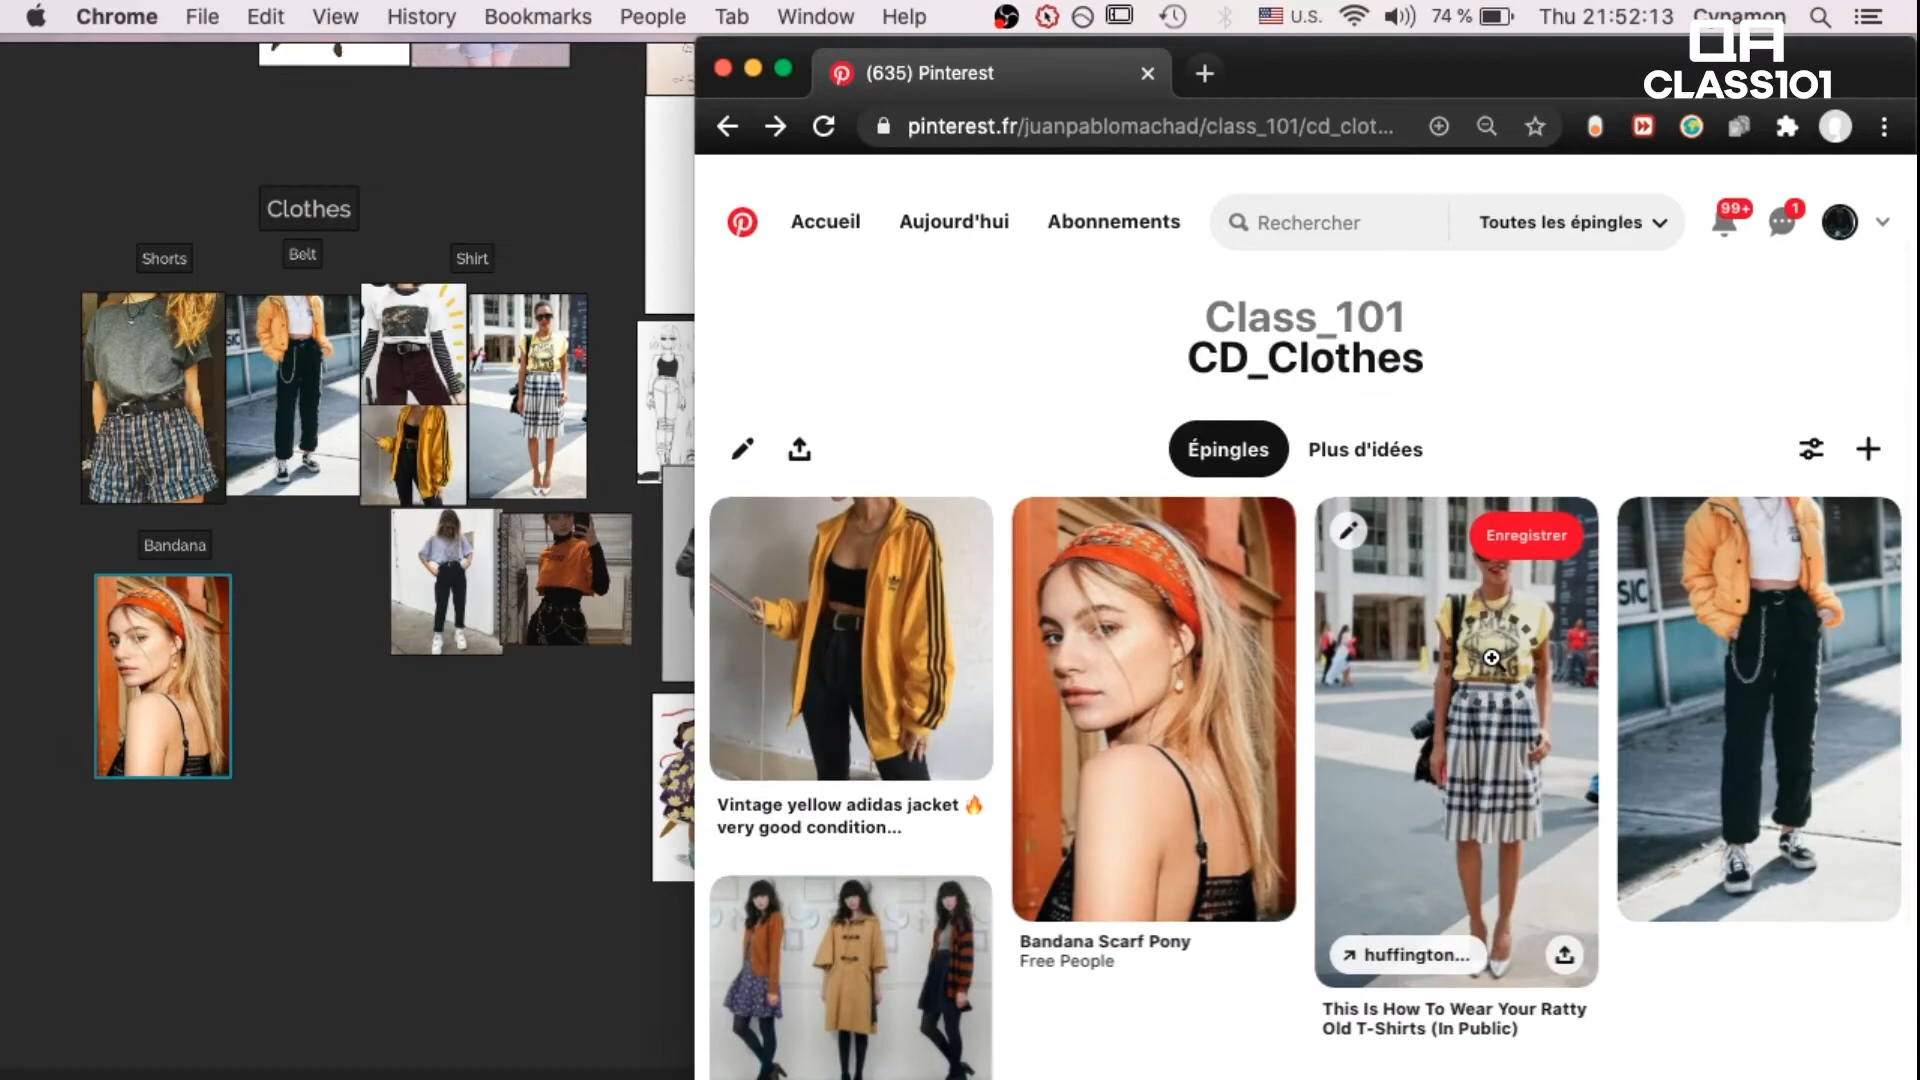 Chrome File Edit View History Bookmarks People Tab Window Help
U.S. 74 % Thu 21:52:13 Cynamon
CLASS101
(635) Pinterest
pinterest.fr/juanpablomachad/class_101/cd_clot...
Accueil Aujourd'hui Abonnements Rechercher Toutes les épingles 99+ 1
Class_101
CD_Clothes
Épingles Plus d'idées
Clothes
Shorts Belt Shirt
Bandana
Enregistrer
huffington...
Vintage yellow adidas jacket 🔥
very good condition...
Bandana Scarf Pony
Free People
This Is How To Wear Your Ratty
Old T-Shirts (In Public)